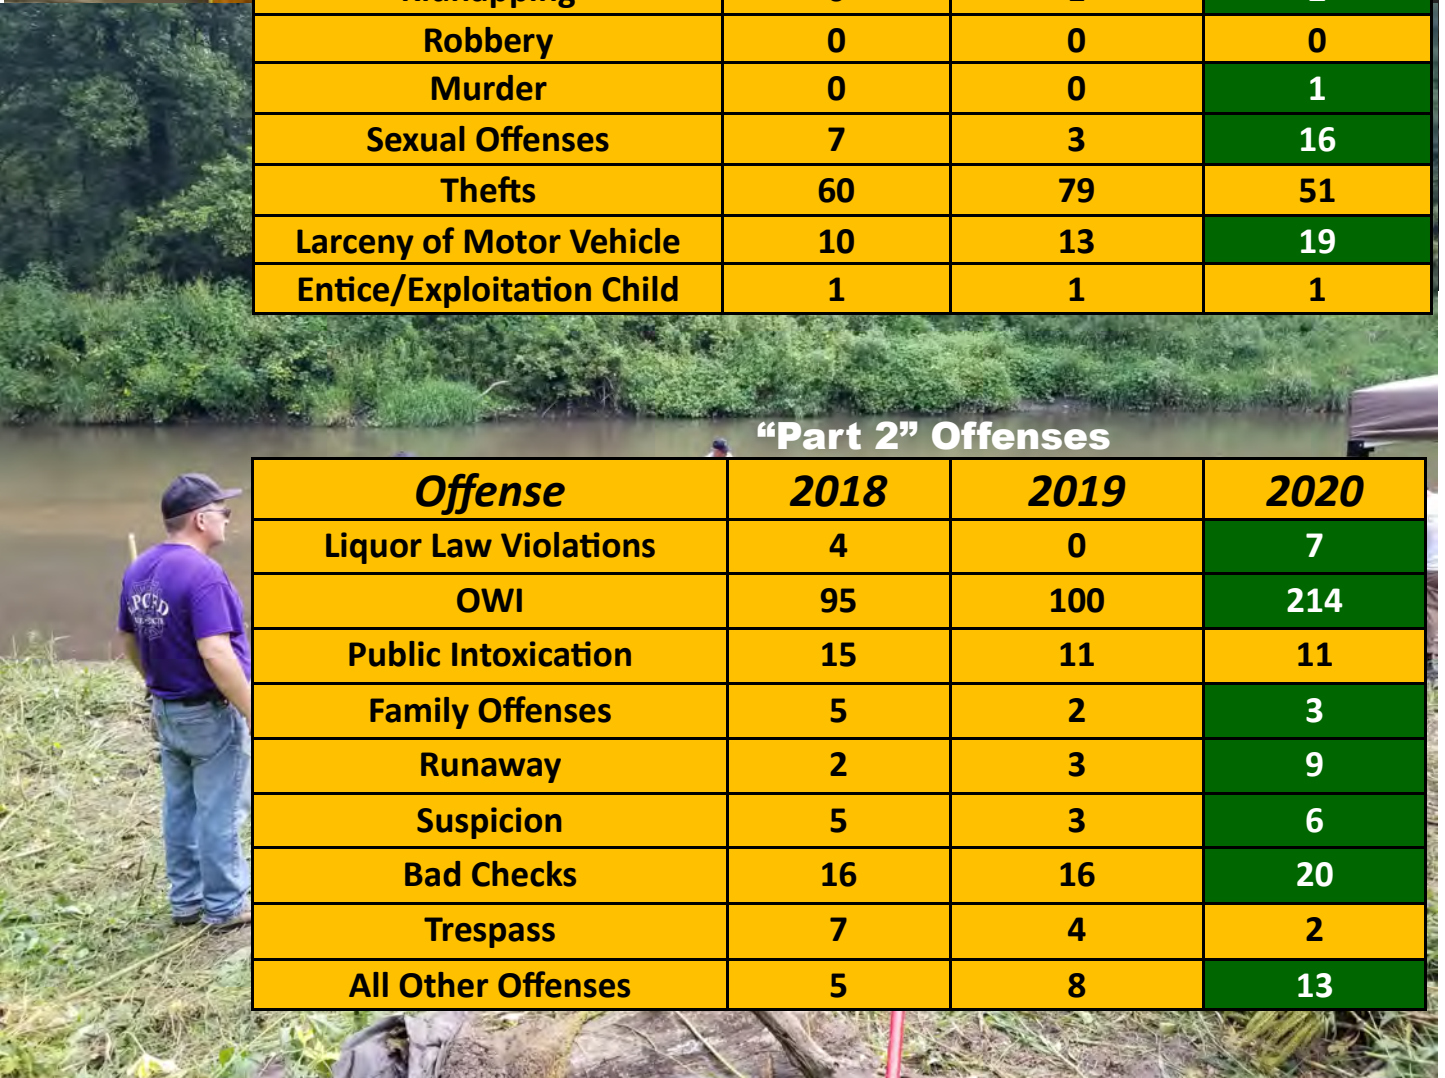 Robbery 0 0 0
Murder 0 0 1
Sexual Offenses 7 3 16
Thefts 60 79 51
Larceny of Motor Vehicle 10 13 19
Entice/Exploitation Child 1 1 1
“Part 2” Offenses
Offense 2018 2019 2020
Liquor Law Violations 4 0 7
OWI 95 100 214
Public Intoxication 15 11 11
Family Offenses 5 2 3
Runaway 2 3 9
Suspicion 5 3 6
Bad Checks 16 16 20
Trespass 7 4 2
All Other Offenses 5 8 13